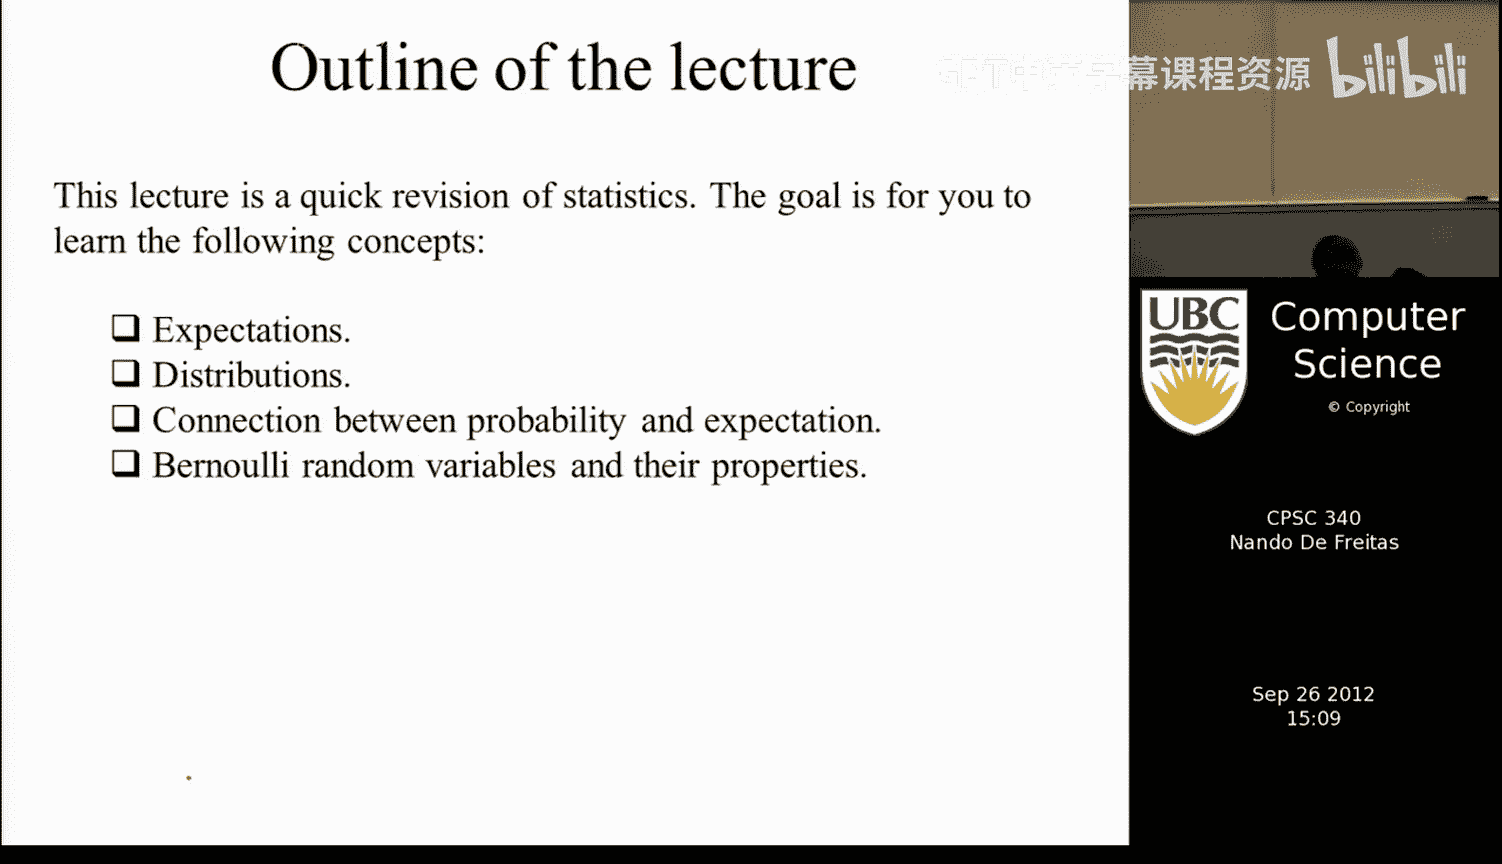 Outline of the lecture
This lecture is a quick revision of statistics. The goal is for you to
learn the following concepts:
Expectations.
Distributions.
Connection between probability and expectation.
Bernoulli random variables and their properties.
幕课程资源 bilibili
UBC
Computer
Science
© Copyright
CPSC 340
Nando De Freitas
Sep 26 2012
15:09